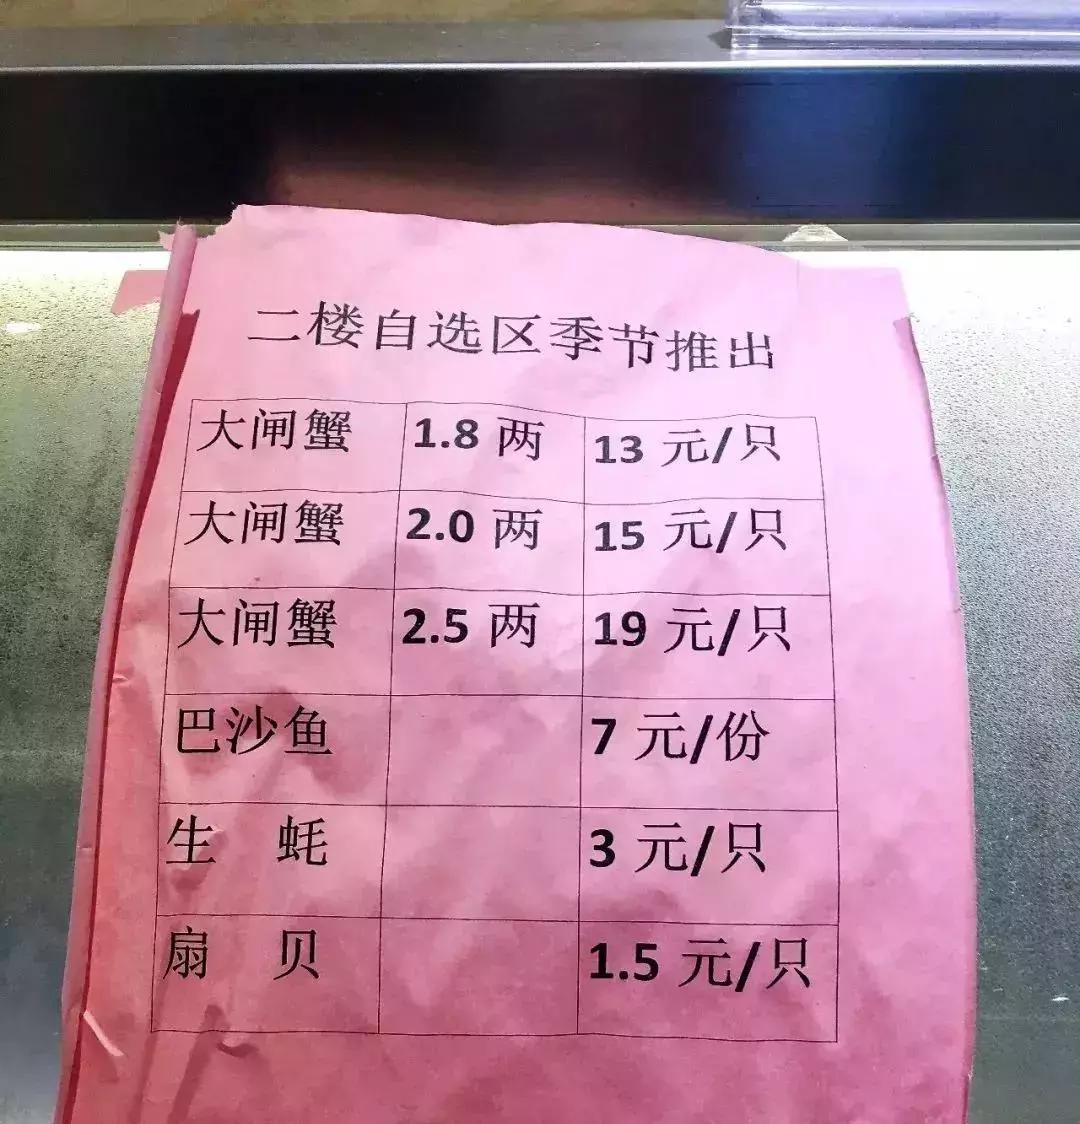 二楼自选区季节推出
大闸蟹 1.8 两 13 元/只
大闸蟹 2.0 两 15 元/只
大闸蟹 2.5 两 19 元/只
巴沙鱼 7 元/份
生 蚝 3 元/只
扇 贝 1.5 元/只